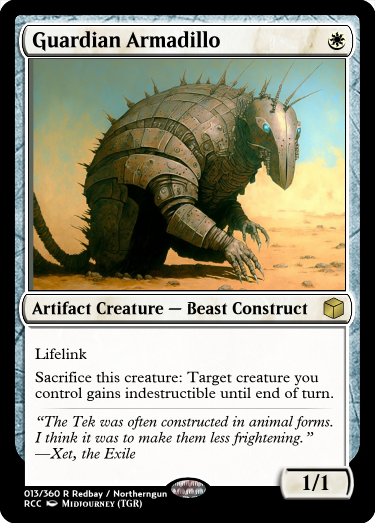 Guardian Armadillo
Artifact Creature — Beast Construct
Lifelink
Sacrifice this creature: Target creature you
control gains indestructible until end of turn.
“The Tek was often constructed in animal forms.
I think it was to make them less frightening.”
—Xet, the Exile
1/1
013/360 R Redbay / Northerngun
RCC Midjourney (TGR)